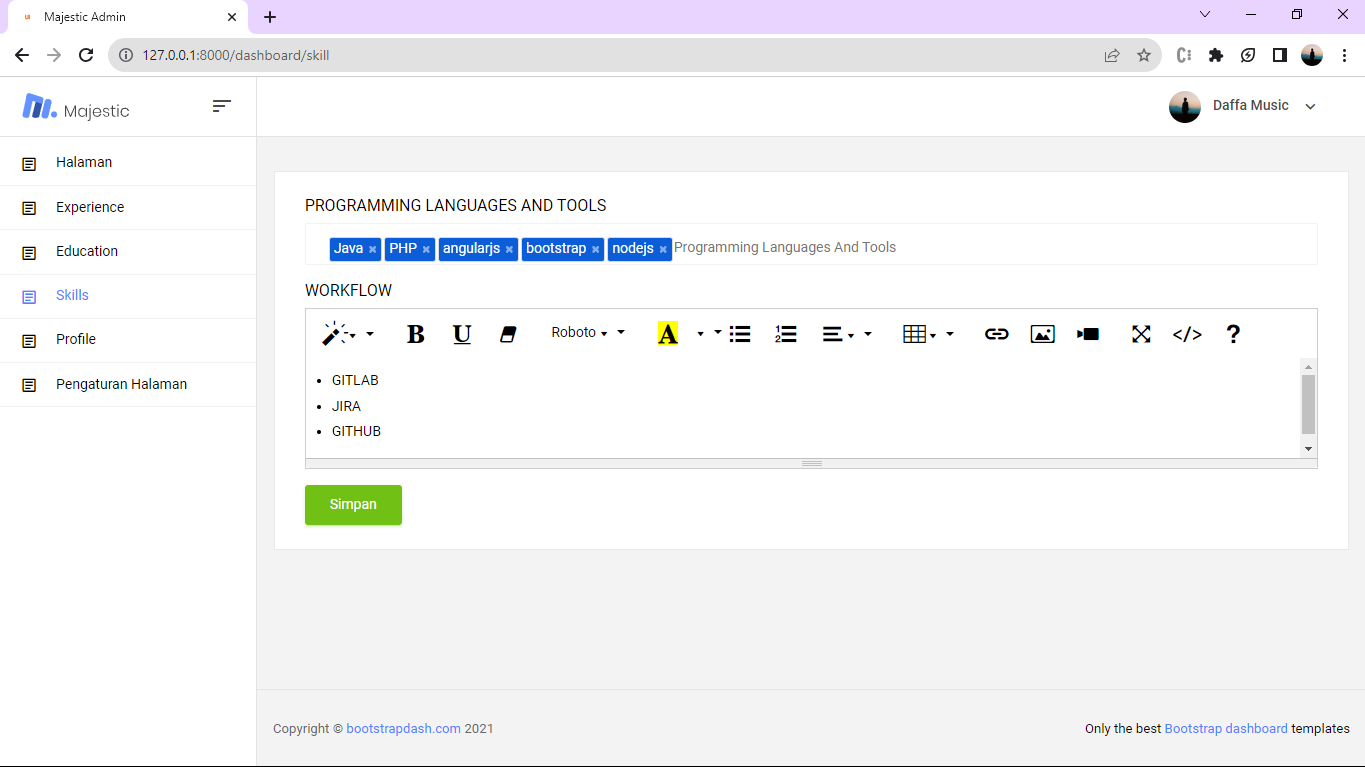 Majestic Admin
127.0.0.1:8000/dashboard/skill
Majestic
Daffa Music
Halaman
Experience
Education
Skills
Profile
Pengaturan Halaman
PROGRAMMING LANGUAGES AND TOOLS
Java × PHP × angularjs × bootstrap × nodejs × Programming Languages And Tools
WORKFLOW
B U Roboto A </> ?
• GITLAB
• JIRA
• GITHUB
Simpan
Copyright © bootstrapdash.com 2021
Only the best Bootstrap dashboard templates